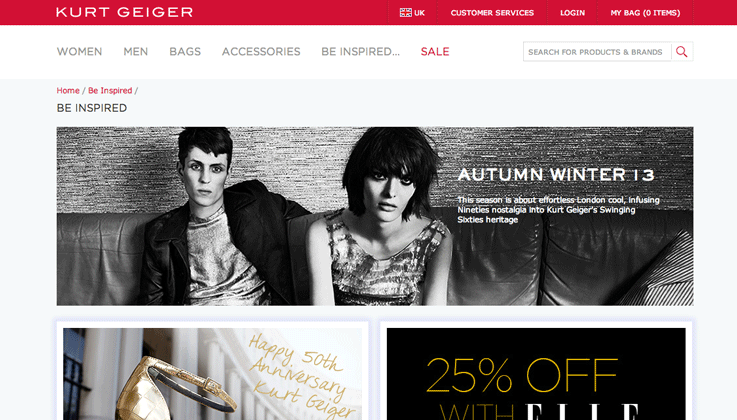 KURT GEIGER
UK
CUSTOMER SERVICES
LOGIN
MY BAG (0 ITEMS)
WOMEN
MEN
BAGS
ACCESSORIES
BE INSPIRED...
SALE
SEARCH FOR PRODUCTS & BRANDS
Home / Be Inspired /
BE INSPIRED
AUTUMN WINTER 13
This season is about effortless London cool, infusing
Nineties nostalgia into Kurt Geiger's Swinging
Sixties heritage
Happy 50th
Anniversary
Kurt Geiger
25% OFF
WITH ELLE